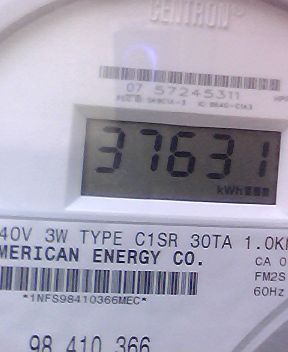 CENTRON®
07 57245311
37631
kWh
40V 3W TYPE C1SR 30TA 1.0K
MERICAN ENERGY CO.
CA 0
FM2S
*1NFS98410366MEC*
60Hz
98 410 366